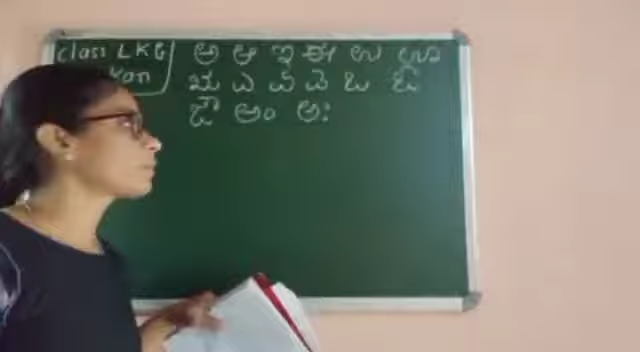 Class LKG
Kan
ಅ ಆ ಇ ಈ ಉ ಊ
ಋ ಎ ಏ ಐ ಒ ಓ
ಔ ಅಂ ಅಃ